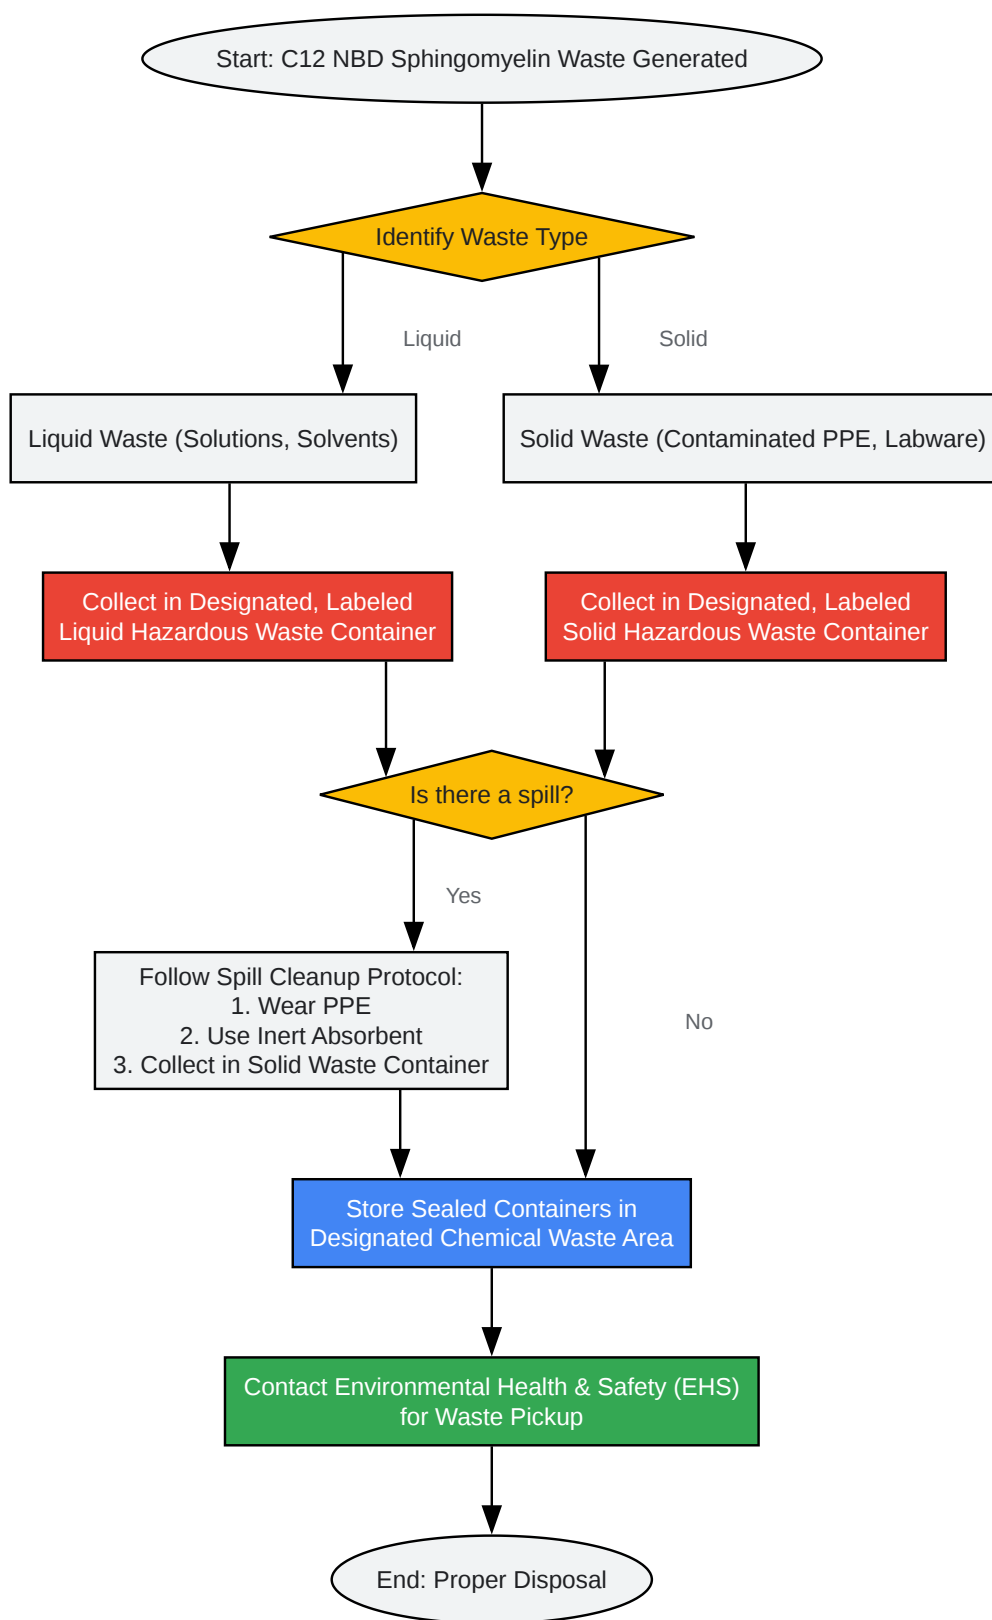 Start: C12 NBD Sphingomyelin Waste Generated
Identify Waste Type
Liquid
Solid
Liquid Waste (Solutions, Solvents)
Solid Waste (Contaminated PPE, Labware)
Collect in Designated, Labeled
Liquid Hazardous Waste Container
Collect in Designated, Labeled
Solid Hazardous Waste Container
Is there a spill?
Yes
Follow Spill Cleanup Protocol:
1. Wear PPE
2. Use Inert Absorbent
3. Collect in Solid Waste Container
No
Store Sealed Containers in
Designated Chemical Waste Area
Contact Environmental Health & Safety (EHS)
for Waste Pickup
End: Proper Disposal